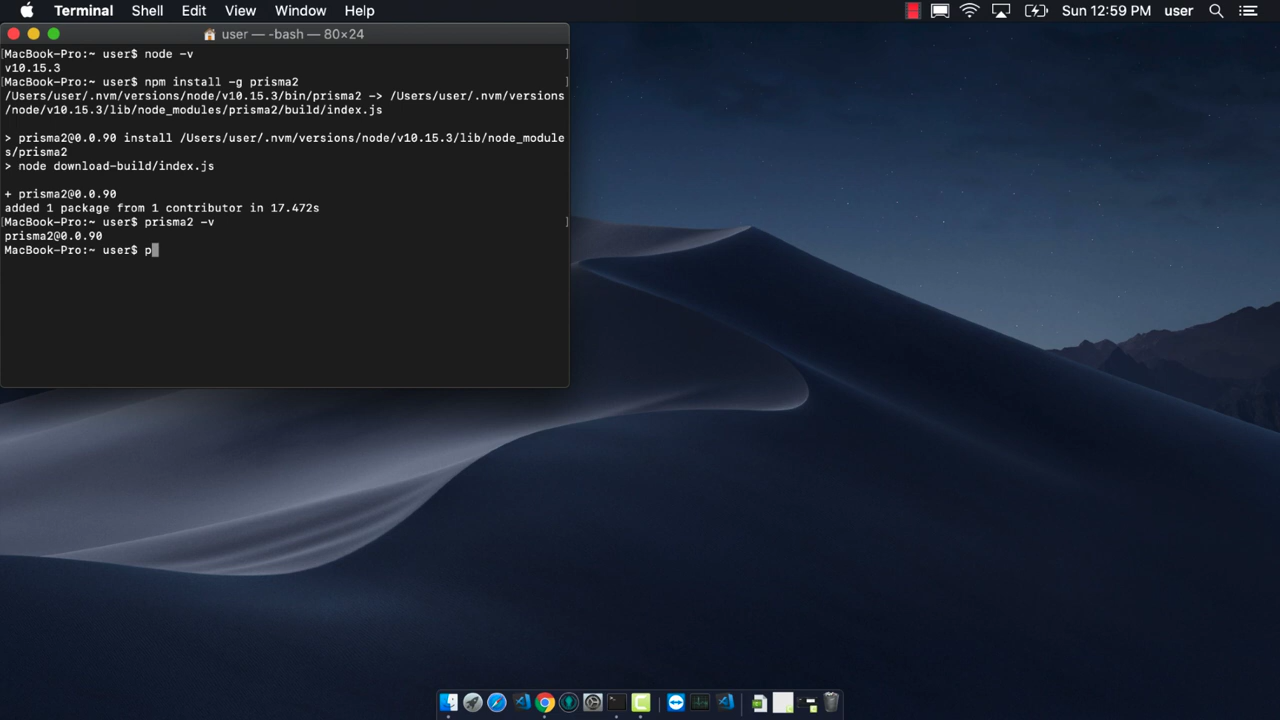 Terminal Shell Edit View Window Help Sun 12:59 PM user
user — -bash — 80×24
[MacBook-Pro:~ user$ node -v ]
v10.15.3
[MacBook-Pro:~ user$ npm install -g prisma2 ]
/Users/user/.nvm/versions/node/v10.15.3/bin/prisma2 -> /Users/user/.nvm/versions
/node/v10.15.3/lib/node_modules/prisma2/build/index.js
> prisma2@0.0.90 install /Users/user/.nvm/versions/node/v10.15.3/lib/node_module
s/prisma2
> node download-build/index.js
+ prisma2@0.0.90
added 1 package from 1 contributor in 17.472s
[MacBook-Pro:~ user$ prisma2 -v ]
prisma2@0.0.90
MacBook-Pro:~ user$ p